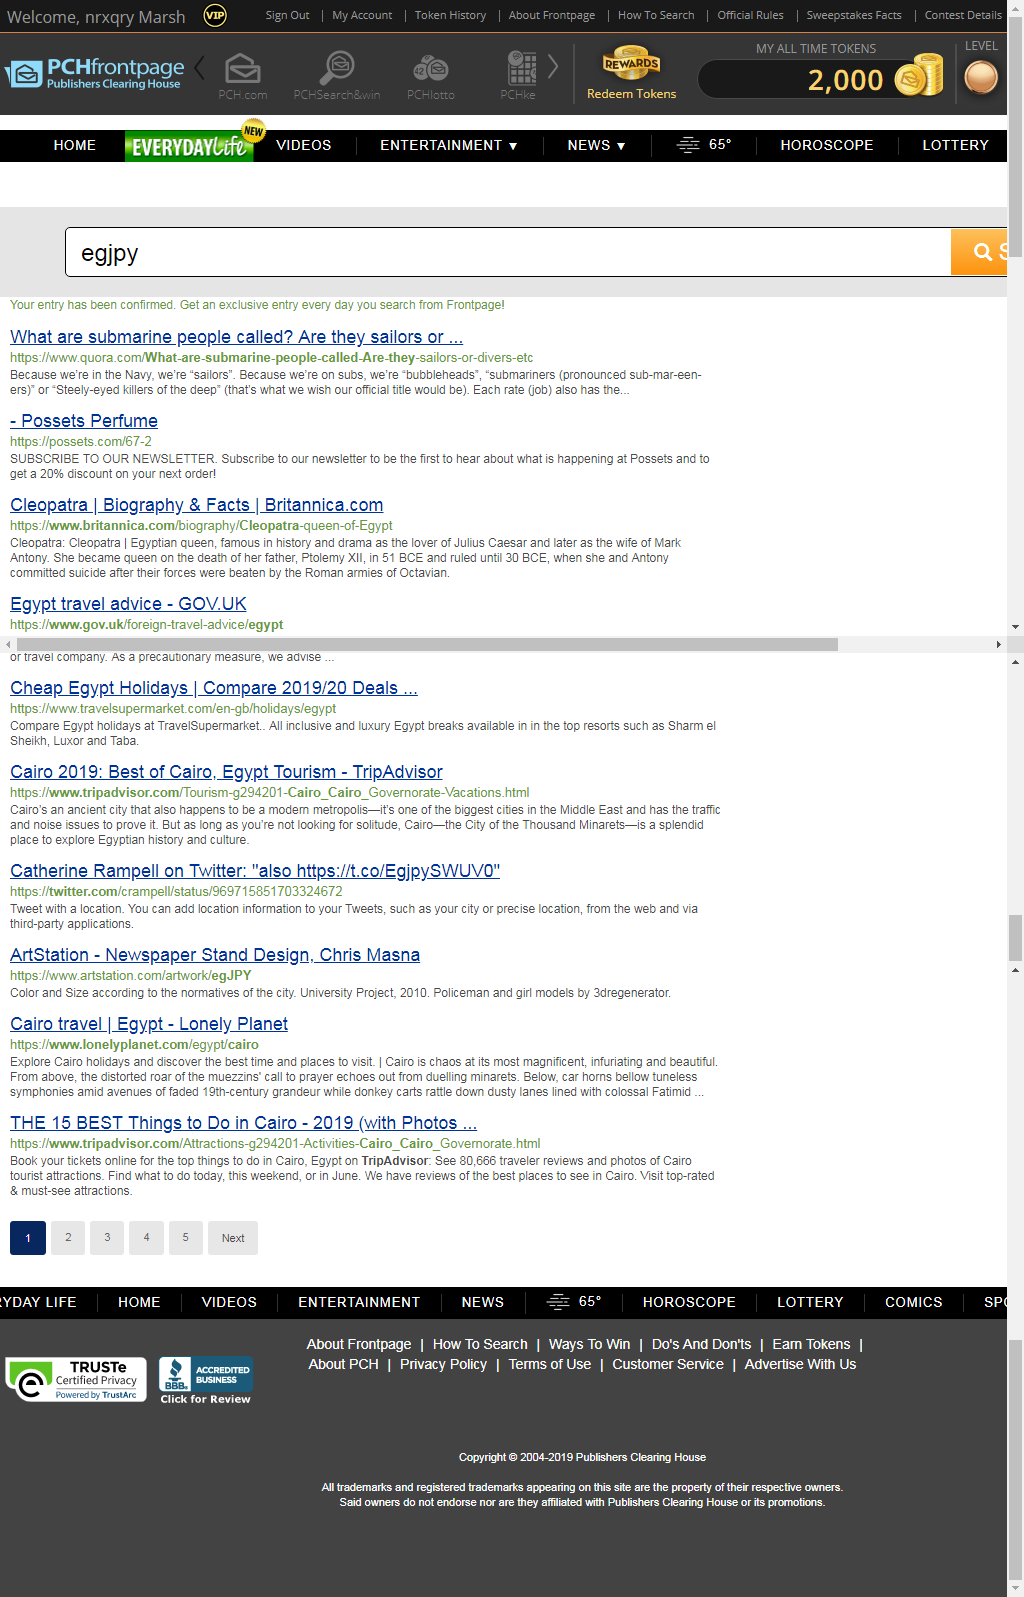 Welcome, nrxqry Marsh VIP Sign Out | My Account | Token History | About Frontpage | How To Search | Official Rules | Sweepstakes Facts | Contest Details
PCHfrontpage
Publishers Clearing House
PCH.com PCHSearch&win PCHlotto PCHke
42
REWARDS
Redeem Tokens
MY ALL TIME TOKENS
2,000
LEVEL
HOME EVERYDAY Life NEW VIDEOS ENTERTAINMENT ▼ NEWS ▼ 65° HOROSCOPE LOTTERY
egjpy
Your entry has been confirmed. Get an exclusive entry every day you search from Frontpage!
What are submarine people called? Are they sailors or ...
https://www.quora.com/What-are-submarine-people-called-Are-they-sailors-or-divers-etc
Because we're in the Navy, we're “sailors”. Because we're on subs, we're “bubbleheads”, “submariners (pronounced sub-mar-een-
ers)” or “Steely-eyed killers of the deep” (that's what we wish our official title would be). Each rate (job) also has the...
- Possets Perfume
https://possets.com/67-2
SUBSCRIBE TO OUR NEWSLETTER. Subscribe to our newsletter to be the first to hear about what is happening at Possets and to
get a 20% discount on your next order!
Cleopatra | Biography & Facts | Britannica.com
https://www.britannica.com/biography/Cleopatra-queen-of-Egypt
Cleopatra: Cleopatra | Egyptian queen, famous in history and drama as the lover of Julius Caesar and later as the wife of Mark
Antony. She became queen on the death of her father, Ptolemy XII, in 51 BCE and ruled until 30 BCE, when she and Antony
committed suicide after their forces were beaten by the Roman armies of Octavian.
Egypt travel advice - GOV.UK
https://www.gov.uk/foreign-travel-advice/egypt
or travel company. As a precautionary measure, we advise ...
Cheap Egypt Holidays | Compare 2019/20 Deals ...
https://www.travelsupermarket.com/en-gb/holidays/egypt
Compare Egypt holidays at TravelSupermarket.. All inclusive and luxury Egypt breaks available in in the top resorts such as Sharm el
Sheikh, Luxor and Taba.
Cairo 2019: Best of Cairo, Egypt Tourism - TripAdvisor
https://www.tripadvisor.com/Tourism-g294201-Cairo_Cairo_Governorate-Vacations.html
Cairo's an ancient city that also happens to be a modern metropolis—it's one of the biggest cities in the Middle East and has the traffic
and noise issues to prove it. But as long as you're not looking for solitude, Cairo—the City of the Thousand Minarets—is a splendid
place to explore Egyptian history and culture.
Catherine Rampell on Twitter: "also https://t.co/EgjpySWUV0"
https://twitter.com/crampell/status/969715851703324672
Tweet with a location. You can add location information to your Tweets, such as your city or precise location, from the web and via
third-party applications.
ArtStation - Newspaper Stand Design, Chris Masna
https://www.artstation.com/artwork/egJPY
Color and Size according to the normatives of the city. University Project, 2010. Policeman and girl models by 3dregenerator.
Cairo travel | Egypt - Lonely Planet
https://www.lonelyplanet.com/egypt/cairo
Explore Cairo holidays and discover the best time and places to visit. | Cairo is chaos at its most magnificent, infuriating and beautiful.
From above, the distorted roar of the muezzins' call to prayer echoes out from duelling minarets. Below, car horns bellow tuneless
symphonies amid avenues of faded 19th-century grandeur while donkey carts rattle down dusty lanes lined with colossal Fatimid ...
THE 15 BEST Things to Do in Cairo - 2019 (with Photos ...
https://www.tripadvisor.com/Attractions-g294201-Activities-Cairo_Cairo_Governorate.html
Book your tickets online for the top things to do in Cairo, Egypt on TripAdvisor: See 80,666 traveler reviews and photos of Cairo
tourist attractions. Find what to do today, this weekend, or in June. We have reviews of the best places to see in Cairo. Visit top-rated
& must-see attractions.
1 2 3 4 5 Next
RYDAY LIFE HOME VIDEOS ENTERTAINMENT NEWS 65° HOROSCOPE LOTTERY COMICS SPO
About Frontpage | How To Search | Ways To Win | Do's And Don'ts | Earn Tokens |
About PCH | Privacy Policy | Terms of Use | Customer Service | Advertise With Us
TRUSTe
Certified Privacy
Powered by TrustArc
BBB
ACCREDITED
BUSINESS
Click for Review
Copyright © 2004-2019 Publishers Clearing House
All trademarks and registered trademarks appearing on this site are the property of their respective owners.
Said owners do not endorse nor are they affiliated with Publishers Clearing House or its promotions.